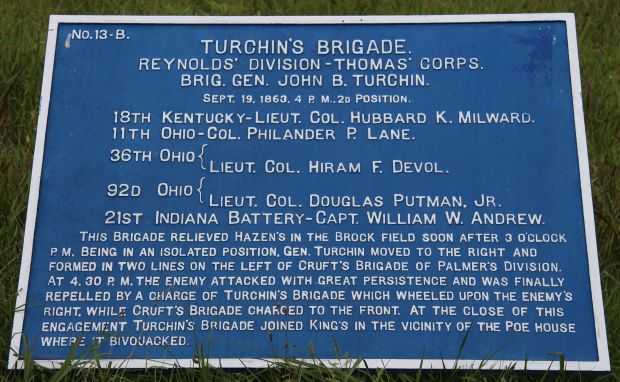 No. 13-B.
TURCHIN'S BRIGADE.
REYNOLDS' DIVISION-THOMAS' CORPS.
BRIG. GEN. JOHN B. TURCHIN.
SEPT. 19, 1863, 4 P.M. 2D POSITION.
18TH KENTUCKY-LIEUT. COL. HUBBARD K. MILWARD.
11TH OHIO-COL. PHILANDER P. LANE.
36TH OHIO { LIEUT. COL. HIRAM F. DEVOL.
92D OHIO { LIEUT. COL. DOUGLAS PUTMAN, JR.
21ST INDIANA BATTERY-CAPT. WILLIAM W. ANDREW.
THIS BRIGADE RELIEVED HAZEN'S IN THE BROCK FIELD SOON AFTER 3 O'CLOCK
P.M. BEING IN AN ISOLATED POSITION, GEN. TURCHIN MOVED TO THE RIGHT AND
FORMED IN TWO LINES ON THE LEFT OF CRUFT'S BRIGADE OF PALMER'S DIVISION.
AT 4.30 P.M. THE ENEMY ATTACKED WITH GREAT PERSISTENCE AND WAS FINALLY
REPELLED BY A CHARGE OF TURCHIN'S BRIGADE WHICH WHEELED UPON THE ENEMY'S
RIGHT, WHILE CRUFT'S BRIGADE CHARGED TO THE FRONT. AT THE CLOSE OF THIS
ENGAGEMENT TURCHIN'S BRIGADE JOINED KING'S IN THE VICINITY OF THE POE HOUSE
WHERE IT BIVOUACKED.